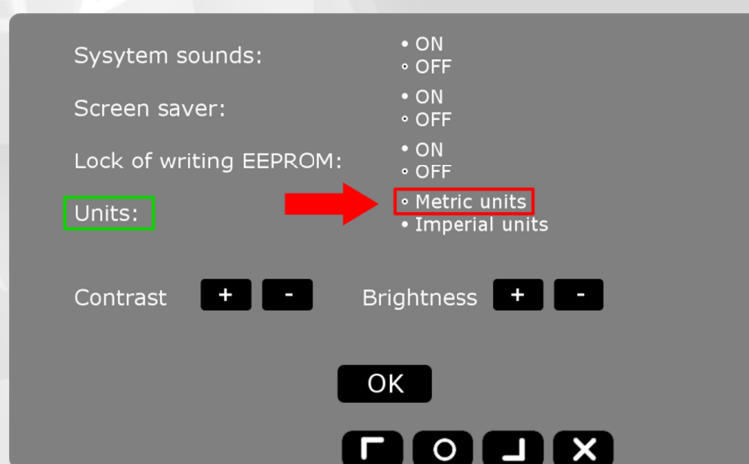 Sysytem sounds:
• ON
◦ OFF
Screen saver:
• ON
◦ OFF
Lock of writing EEPROM:
• ON
◦ OFF
Units:
◦ Metric units
• Imperial units
Contrast + - Brightness + -
OK